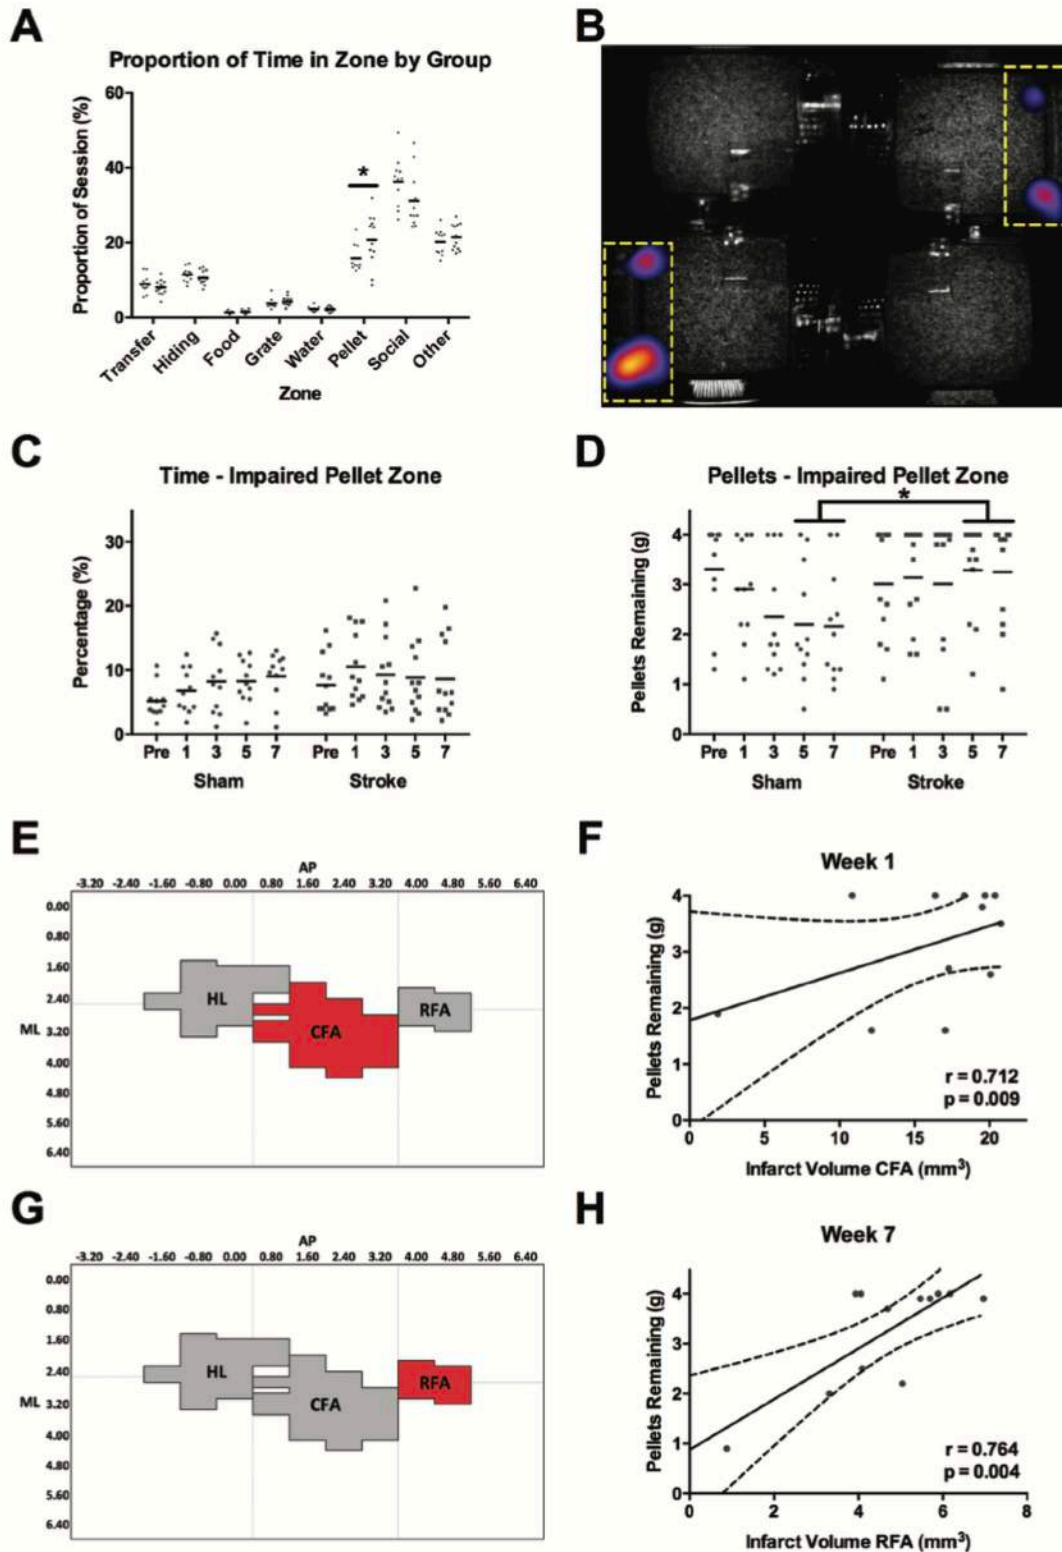 A
Proportion of Time in Zone by Group
Proportion of Session (%)
60
40
20
0
*
Transfer
Hiding
Food
Grate
Water
Pellet
Social
Other
Zone
B
C
Time - Impaired Pellet Zone
Percentage (%)
30
20
10
0
Pre 1 3 5 7 Pre 1 3 5 7
Sham Stroke
D
Pellets - Impaired Pellet Zone
*
Pellets Remaining (g)
4
3
2
1
0
Pre 1 3 5 7 Pre 1 3 5 7
Sham Stroke
E
AP
-3.20 -2.40 -1.60 -0.80 0.00 0.80 1.60 2.40 3.20 4.00 4.80 5.60 6.40
0.00
0.80
1.60
2.40
3.20
4.00
4.80
5.60
6.40
ML
HL
CFA
RFA
F
Week 1
Pellets Remaining (g)
4
3
2
1
0
r = 0.712
p = 0.009
0 5 10 15 20
Infarct Volume CFA (mm³)
G
AP
-3.20 -2.40 -1.60 -0.80 0.00 0.80 1.60 2.40 3.20 4.00 4.80 5.60 6.40
0.00
0.80
1.60
2.40
3.20
4.00
4.80
5.60
6.40
ML
HL
CFA
RFA
H
Week 7
Pellets Remaining (g)
4
3
2
1
0
r = 0.764
p = 0.004
0 2 4 6 8
Infarct Volume RFA (mm³)